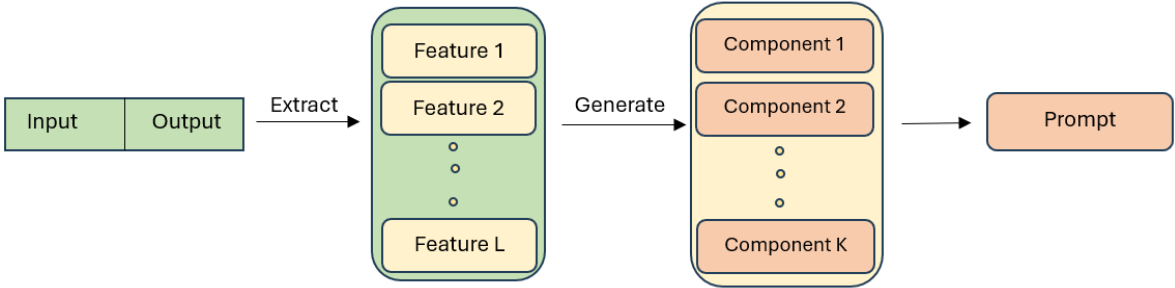 Input
Output
Extract
Feature 1
Feature 2
Feature L
Generate
Component 1
Component 2
Component K
Prompt